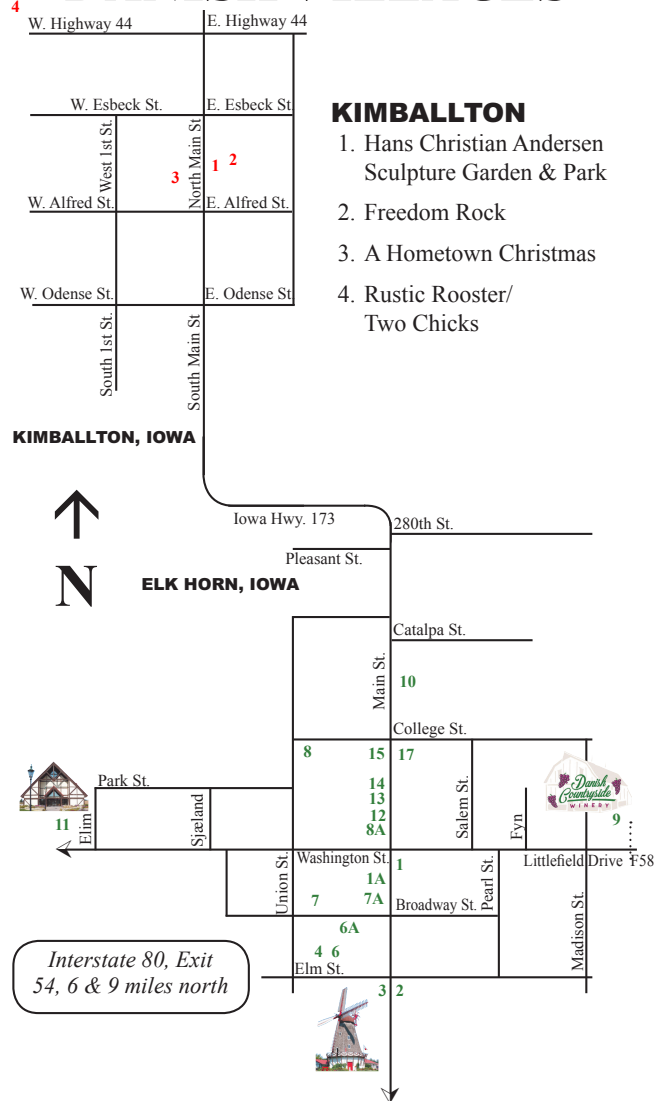 4
W. Highway 44
E. Highway 44
W. Esbeck St.
E. Esbeck St.
West 1st St.
North Main St
3
1
2
W. Alfred St.
E. Alfred St.
W. Odense St.
E. Odense St
South 1st St.
South Main St
KIMBALLTON
1. Hans Christian Andersen
Sculpture Garden & Park
2. Freedom Rock
3. A Hometown Christmas
4. Rustic Rooster/
Two Chicks
KIMBALLTON, IOWA
Iowa Hwy. 173
280th St.
Pleasant St.
N
ELK HORN, IOWA
Catalpa St.
Main St.
10
College St.
8
15
17
Park St.
14
13
12
8A
Salem St.
Fyn
Danish
Countryside
WINERY
9
11
Elim
Sjæland
Washington St.
1
Littlefield Drive F58
Union St.
1A
7
7A
Broadway St.
Pearl St.
Madison St.
6A
4 6
Elm St.
Interstate 80, Exit
54, 6 & 9 miles north
3
2